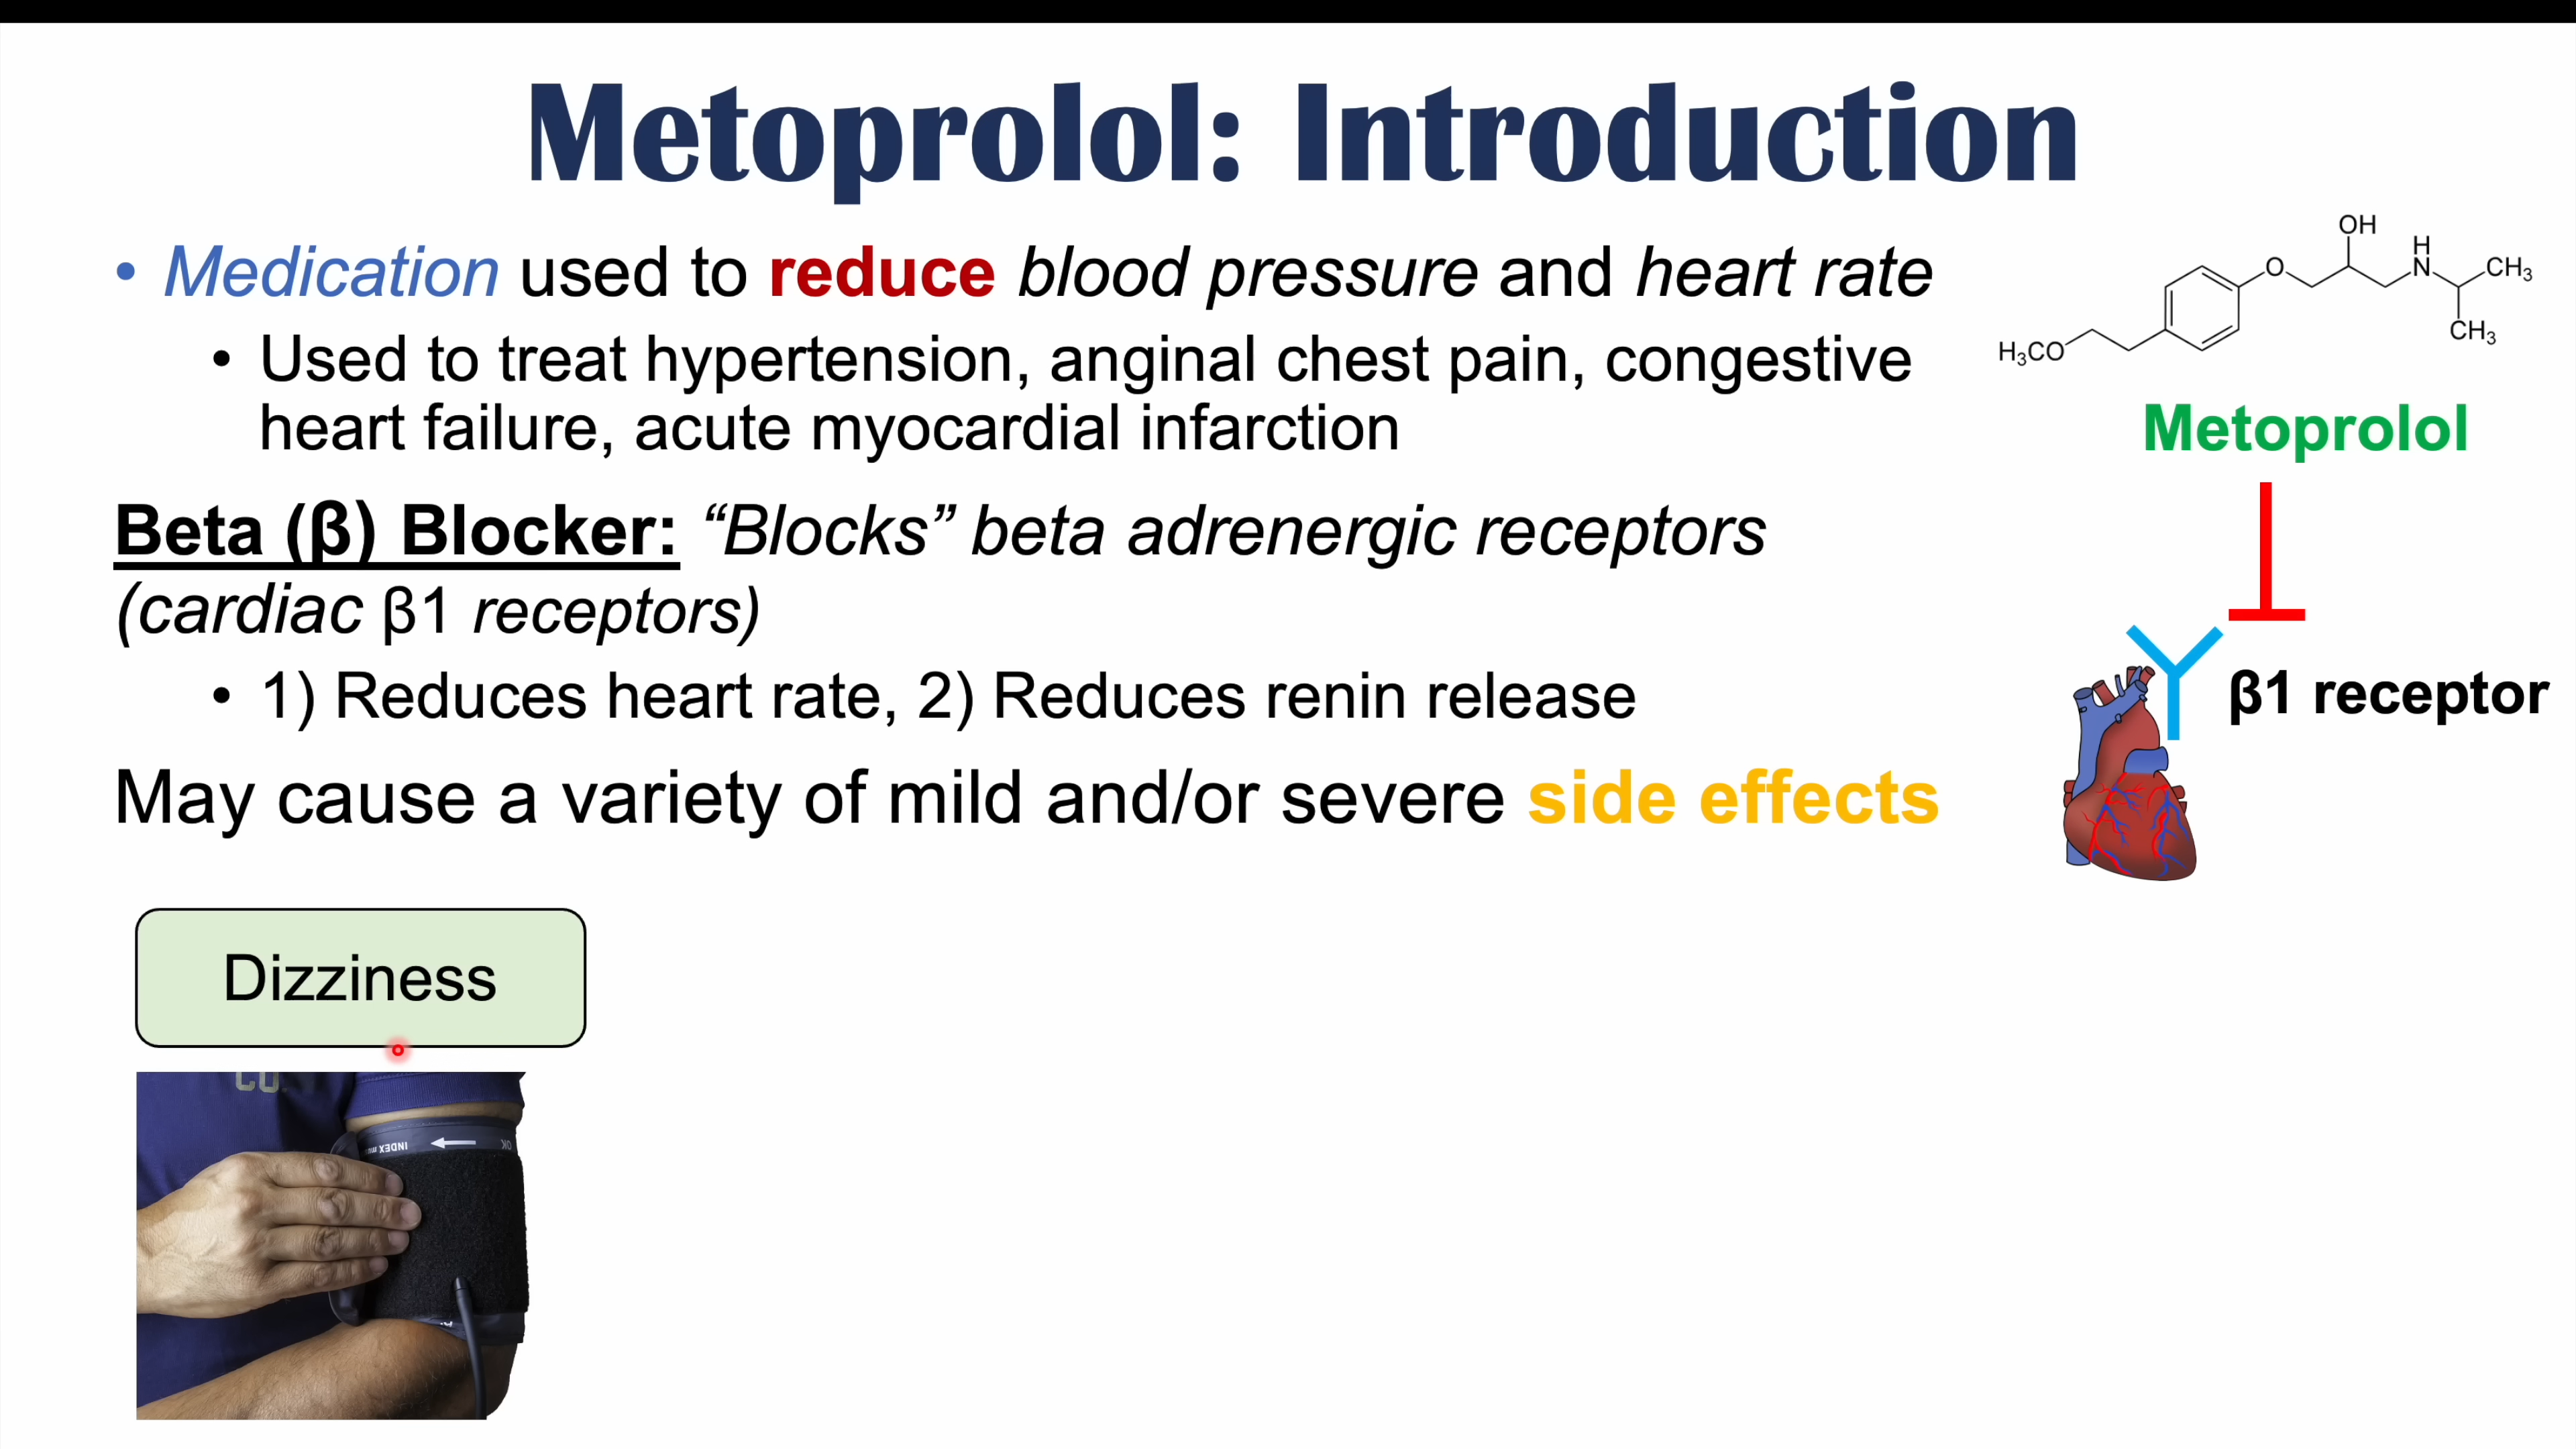 Metoprolol: Introduction
• Medication used to reduce blood pressure and heart rate
• Used to treat hypertension, anginal chest pain, congestive
heart failure, acute myocardial infarction
Beta (β) Blocker: “Blocks” beta adrenergic receptors
(cardiac β1 receptors)
• 1) Reduces heart rate, 2) Reduces renin release
May cause a variety of mild and/or severe side effects
OH
H
N
O
CH₃
CH₃
H₃CO
Metoprolol
β1 receptor
Dizziness
CO.
INDEX
OK